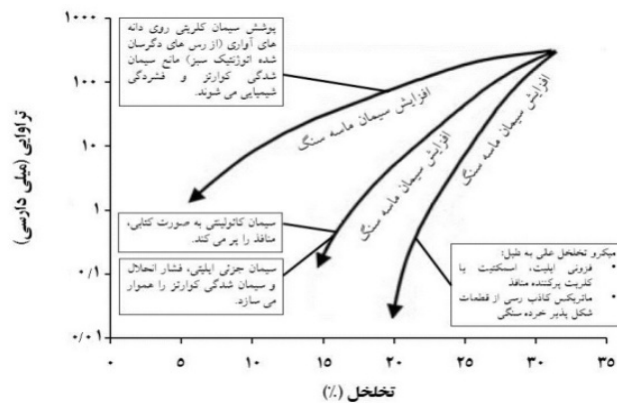 ۱۰۰۰
۱۰۰
۱۰
۱
۰/۱
۰/۰۱
تراوایی (میلی دارسی)
پوشش سیمان کلریتی روی دانه
های آواری (از رس های دگرسان
شده اتوژنتیک سبز) مانع سیمان
شدگی کوارتز و فشردگی
شیمیایی می شوند.
افزایش سیمان ماسه سنگ
افزایش سیمان ماسه سنگ
افزایش سیمان ماسه سنگ
سیمان کائولینتی به صورت کتابی،
منافذ را پر می کند.
سیمان جزئی ایلیتی، فشار انحلال
و سیمان شدگی کوارتز را هموار
می سازد.
میکرو تخلخل عالی به طبل:
• فزونی ایلیت، اسمکتیت یا
کلریت پرکننده منافذ
• ماتریکس کاذب رسی از قطعات
شکل پذیر خرده سنگی
۰ ۵ ۱۰ ۱۵ ۲۰ ۲۵ ۳۰ ۳۵
تخلخل (٪)